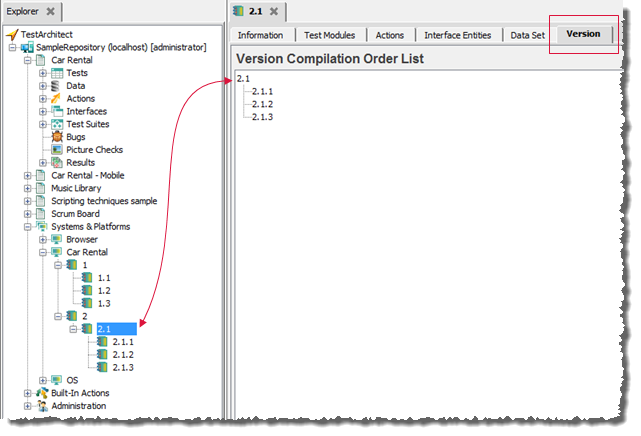 Explorer
TestArchitect
SampleRepository (localhost) [administrator]
Car Rental
Tests
Data
Actions
Interfaces
Test Suites
Bugs
Picture Checks
Results
Car Rental - Mobile
Music Library
Scripting techniques sample
Scrum Board
Systems & Platforms
Browser
Car Rental
1
1.1
1.2
1.3
2
2.1
2.1.1
2.1.2
2.1.3
OS
Built-In Actions
Administration
2.1
Information Test Modules Actions Interface Entities Data Set Version
Version Compilation Order List
2.1
2.1.1
2.1.2
2.1.3